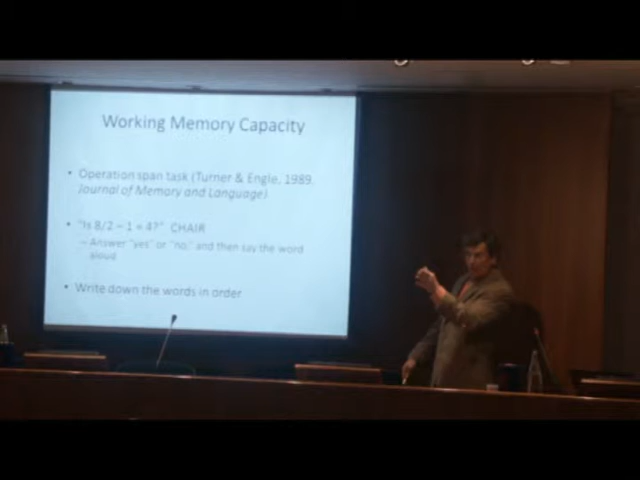 Working Memory Capacity
• Operation span task (Turner & Engle, 1989.
Journal of Memory and Language)
• "Is 8/2 – 1 = 4?" CHAIR
– Answer "yes" or "no," and then say the word
aloud
• Write down the words in order